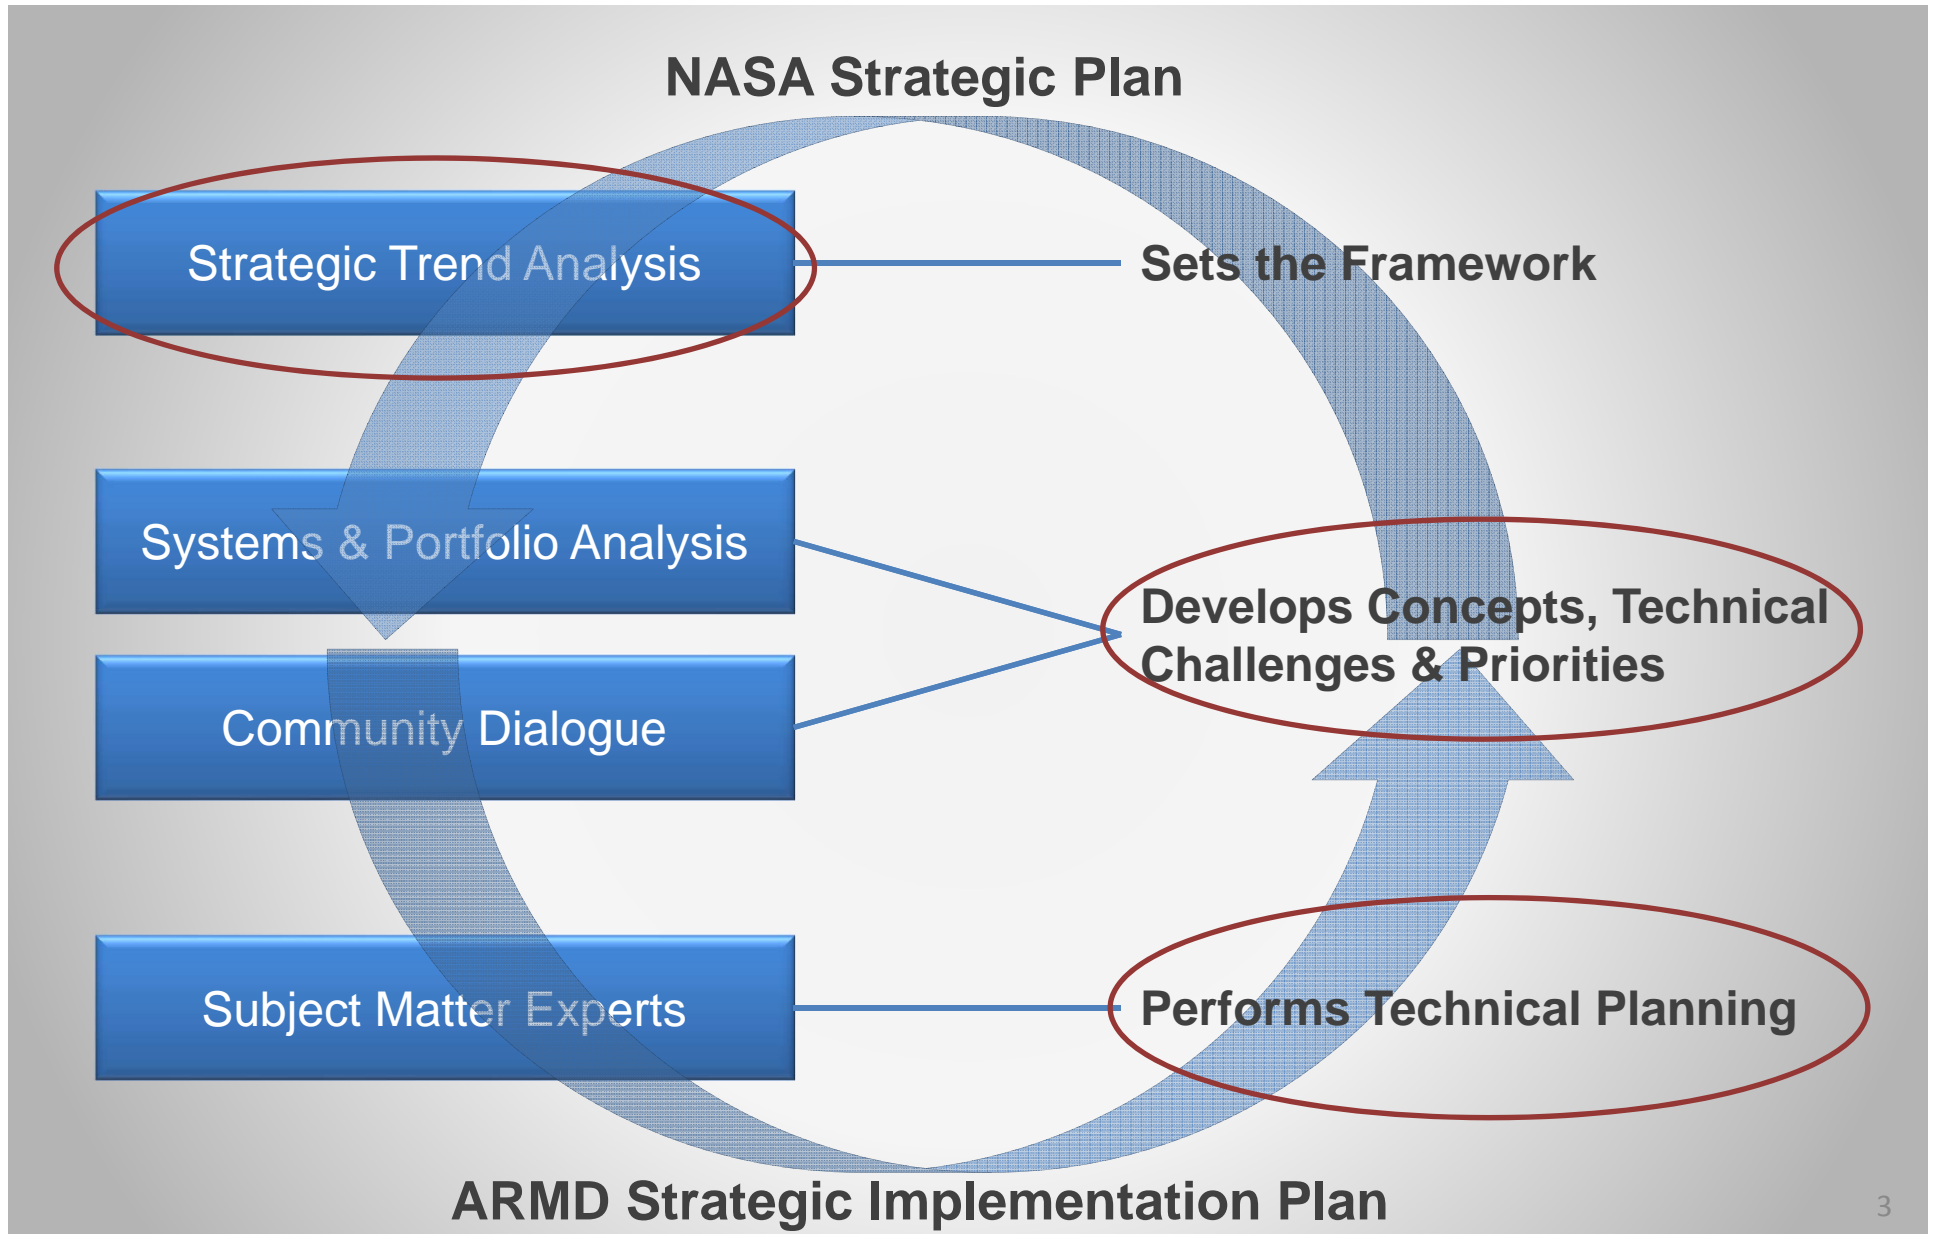 NASA Strategic Plan
Strategic Trend Analysis
Sets the Framework
Systems & Portfolio Analysis
Develops Concepts, Technical
Challenges & Priorities
Community Dialogue
Subject Matter Experts
Performs Technical Planning
ARMD Strategic Implementation Plan
3